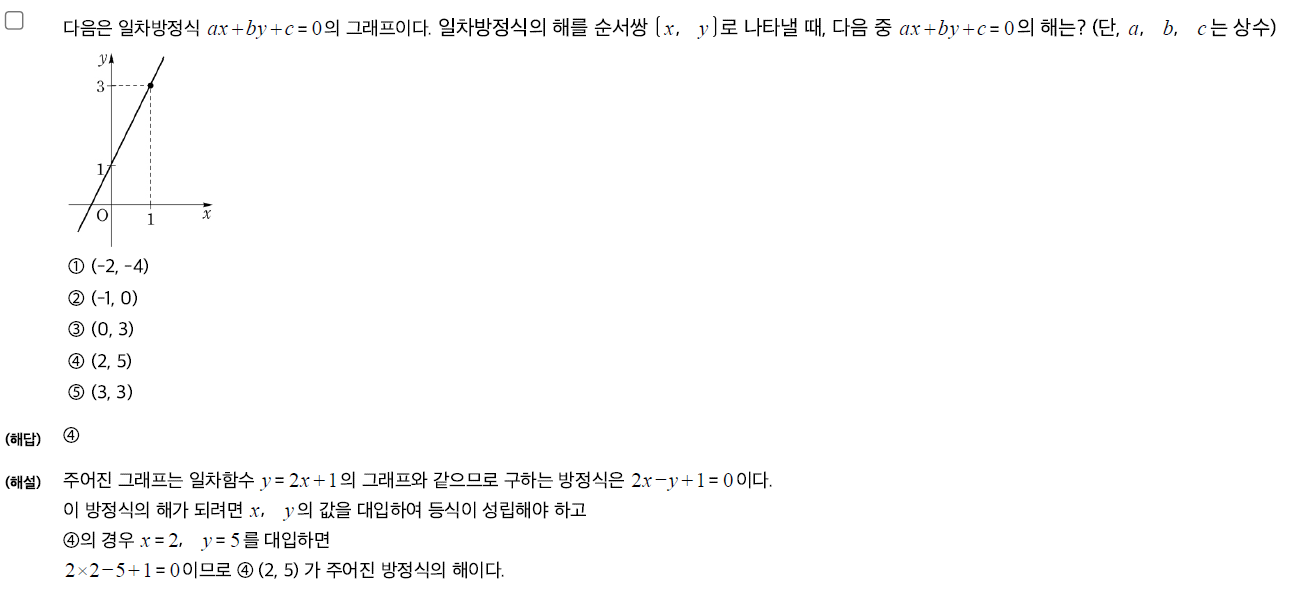 다음은 일차방정식 ax+by+c=0의 그래프이다. 일차방정식의 해를 순서쌍 (x, y)로 나타낼 때, 다음 중 ax+by+c=0의 해는? (단, a, b, c는 상수)
y
3
1
O
1
x
① (-2, -4)
② (-1, 0)
③ (0, 3)
④ (2, 5)
⑤ (3, 3)
(해답) ④
(해설) 주어진 그래프는 일차함수 y=2x+1의 그래프와 같으므로 구하는 방정식은 2x-y+1=0이다.
이 방정식의 해가 되려면 x, y의 값을 대입하여 등식이 성립해야 하고
④의 경우 x=2, y=5를 대입하면
2×2-5+1=0이므로 ④ (2, 5) 가 주어진 방정식의 해이다.